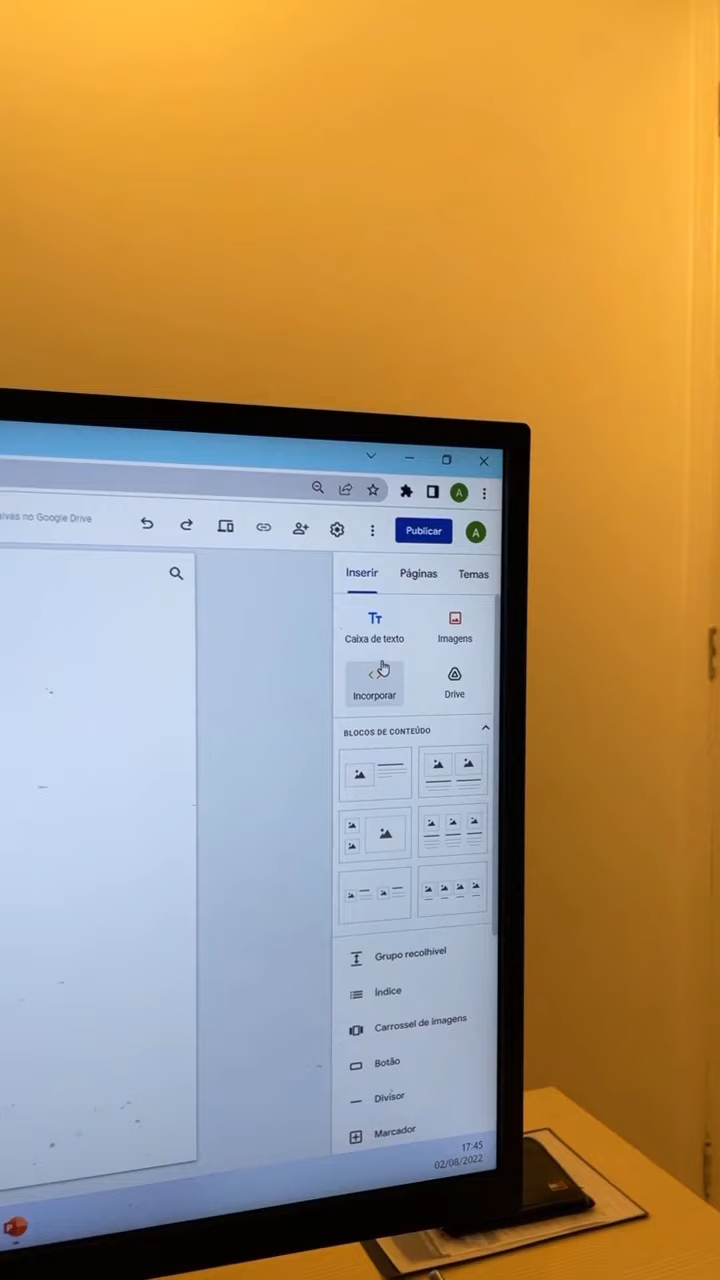 no Google Drive
Publicar
A
A
Inserir Páginas Temas
Caixa de texto Imagens
Incorporar Drive
BLOCOS DE CONTEÚDO
Grupo recolhível
Índice
Carrossel de imagens
Botão
Divisor
Marcador
17:45
02/08/2022